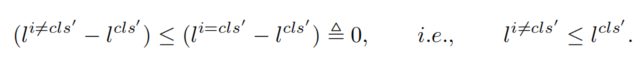 (l^{i≠cls′} − l^{cls′}) ≤ (l^{i=cls′} − l^{cls′}) ≜ 0, i.e., l^{i≠cls′} ≤ l^{cls′}.